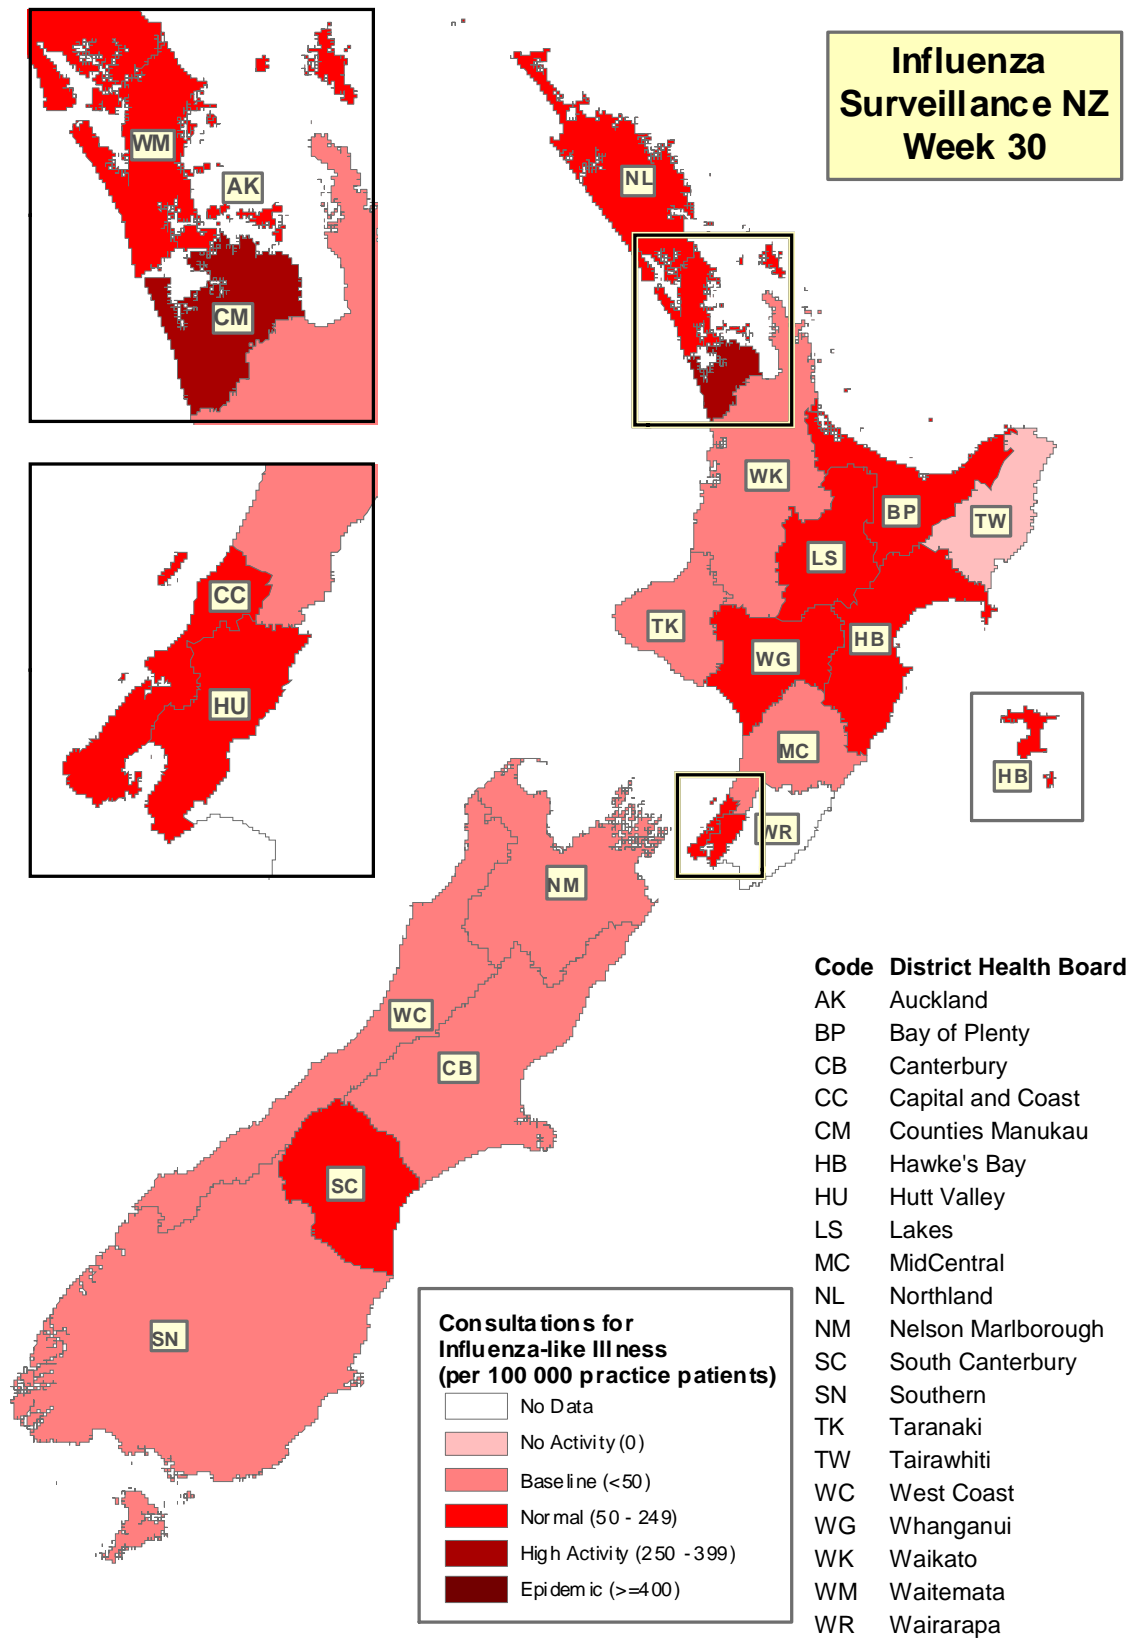 Influenza
Surveillance NZ
Week 30
WM
AK
CM
NL
WK
BP
TW
LS
TK
HB
WG
MC
WR
HB
CC
HU
NM
WC
CB
SC
SN
Consultations for
Influenza-like Illness
(per 100 000 practice patients)
No Data
No Activity (0)
Baseline (<50)
Normal (50 - 249)
High Activity (250 - 399)
Epidemic (>=400)
Code District Health Board
AK Auckland
BP Bay of Plenty
CB Canterbury
CC Capital and Coast
CM Counties Manukau
HB Hawke's Bay
HU Hutt Valley
LS Lakes
MC MidCentral
NL Northland
NM Nelson Marlborough
SC South Canterbury
SN Southern
TK Taranaki
TW Tairawhiti
WC West Coast
WG Whanganui
WK Waikato
WM Waitemata
WR Wairarapa